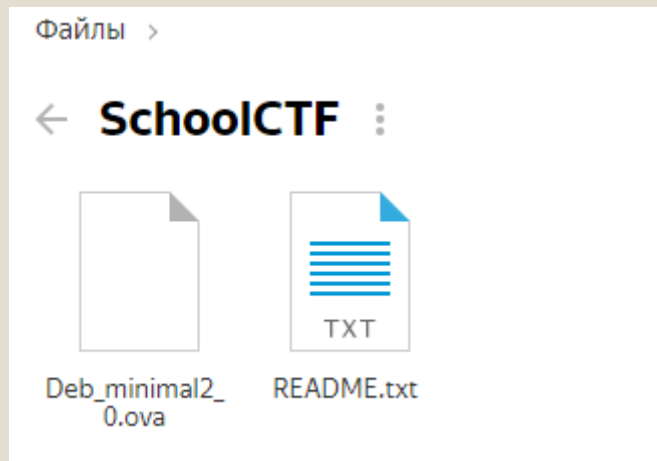 Файлы >
← SchoolCTF
TXT
Deb_minimal2_ README.txt
0.ova